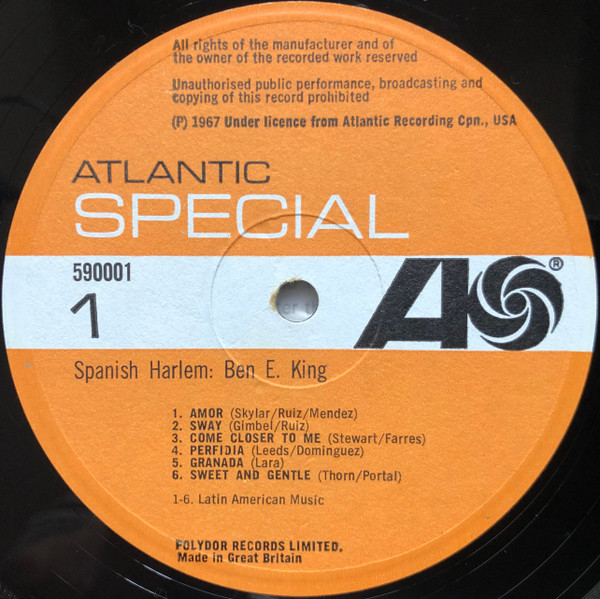 All rights of the manufacturer and of
the owner of the recorded work reserved
Unauthorised public performance, broadcasting and
copying of this record prohibited
(P) 1967 Under licence from Atlantic Recording Cpn., USA
ATLANTIC
SPECIAL
590001
1
A ®
Spanish Harlem: Ben E. King
1. AMOR (Skylar/Ruiz/Mendez)
2. SWAY (Gimbel/Ruiz)
3. COME CLOSER TO ME (Stewart/Farres)
4. PERFIDIA (Leeds/Dominguez)
5. GRANADA (Lara)
6. SWEET AND GENTLE (Thorn/Portal)
1-6. Latin American Music
POLYDOR RECORDS LIMITED.
Made in Great Britain